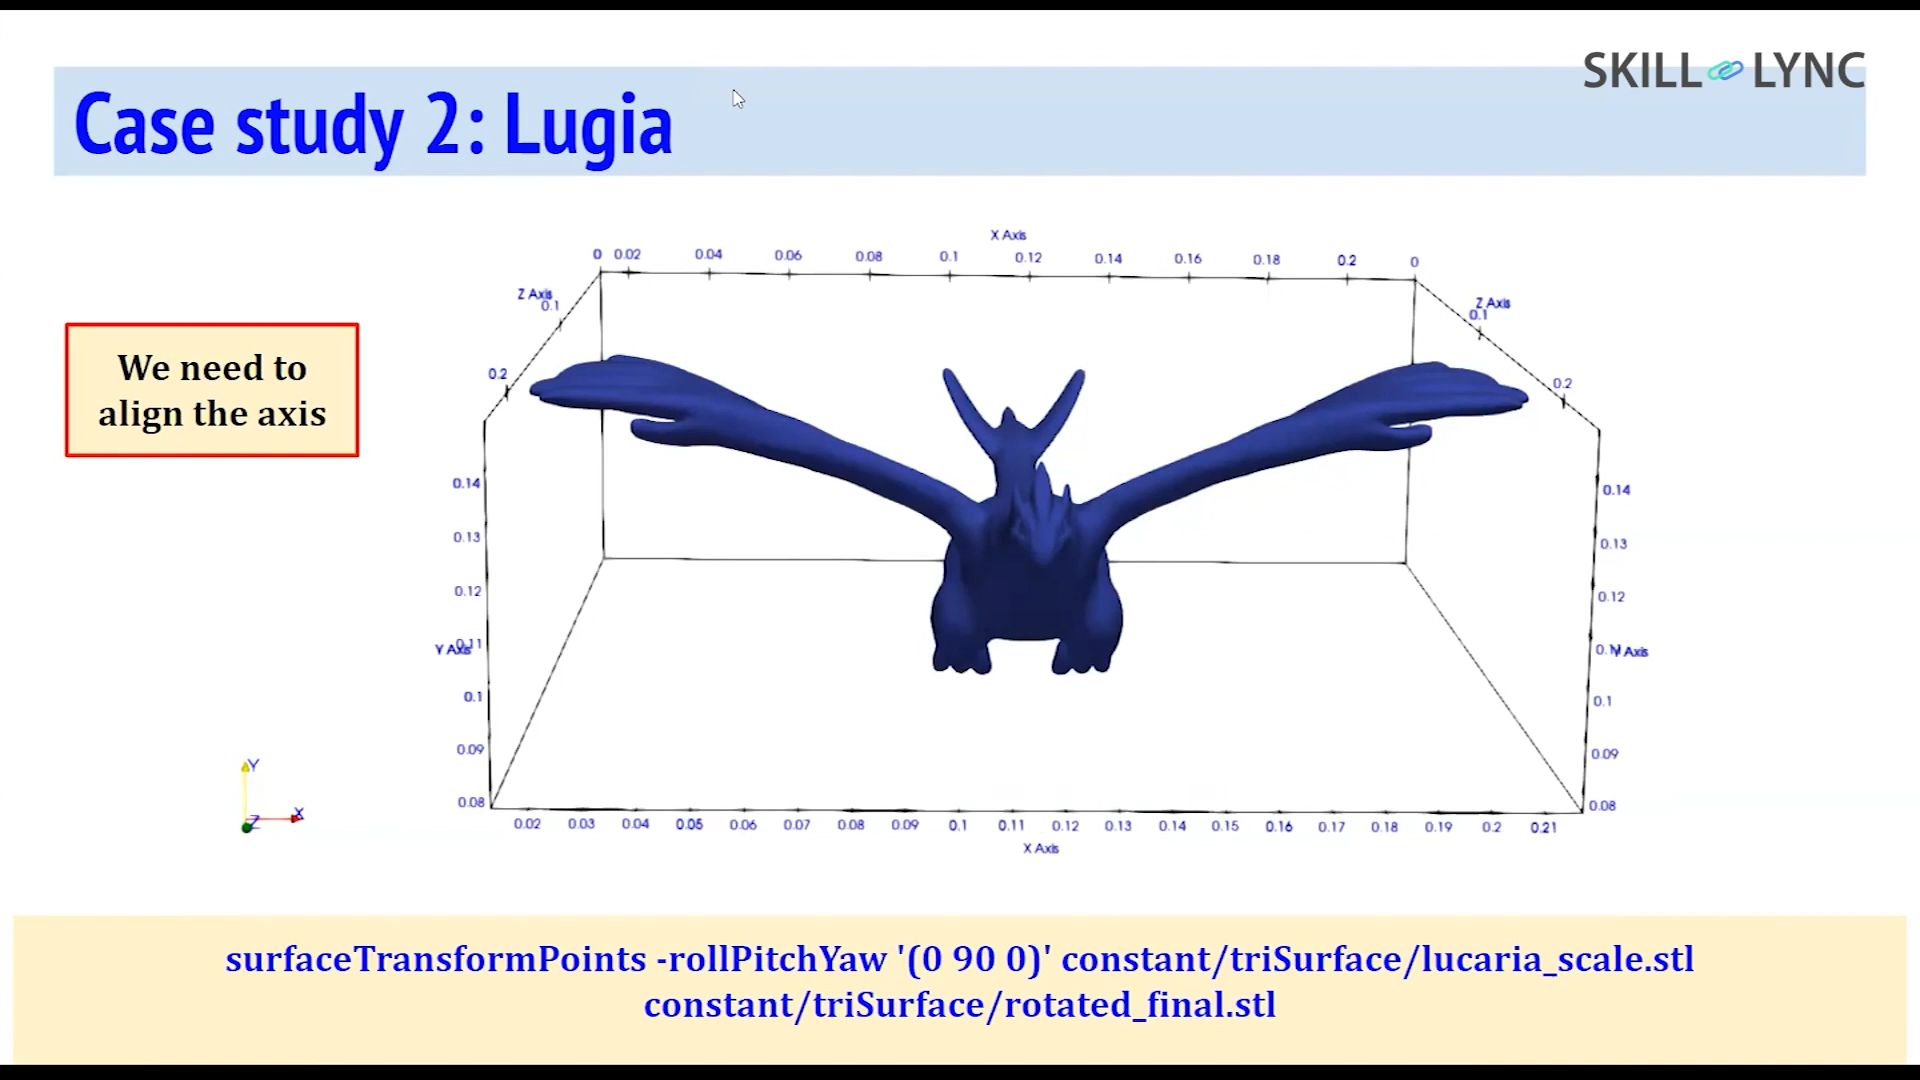 SKILL LYNC
Case study 2: Lugia
X Axis
0 0.02 0.04 0.06 0.08 0.1 0.12 0.14 0.16 0.18 0.2 0
Z Axis
0.1
0.2
Z Axis
0.1
0.2
We need to
align the axis
0.14
0.13
0.12
0.11
Y Axis
0.1
0.09
0.08
0.14
0.13
0.12
Y Axis
0.1
0.09
0.08
0.02 0.03 0.04 0.05 0.06 0.07 0.08 0.09 0.1 0.11 0.12 0.13 0.14 0.15 0.16 0.17 0.18 0.19 0.2 0.21
X Axis
Y
Z X
surfaceTransformPoints -rollPitchYaw '(0 90 0)' constant/triSurface/lucaria_scale.stl
constant/triSurface/rotated_final.stl